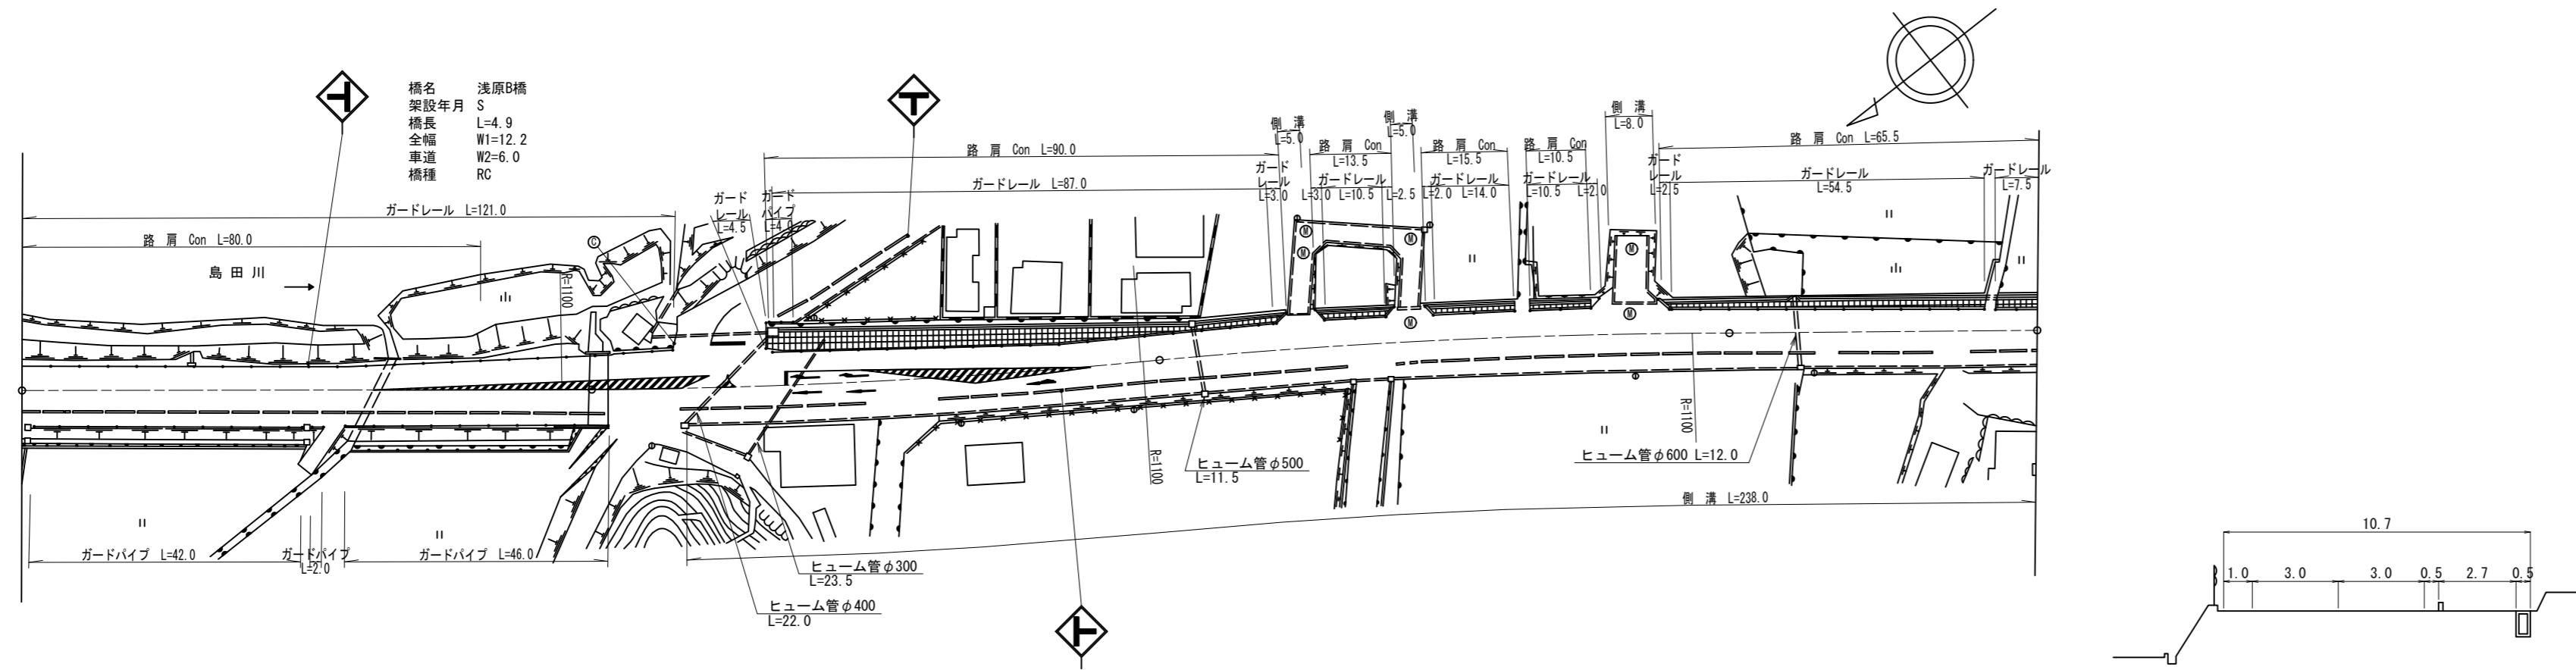 橋名 浅原B橋
架設年月 S
橋長 L=4.9
全幅 W1=12.2
車道 W2=6.0
橋種 RC
ガードレール L=121.0
路 肩 Con L=80.0
島 田 川
C
R=1100
ガード
レール
L=4.5
ガード
パイプ
L=4.0
路 肩 Con L=90.0
ガードレール L=87.0
ガード
レール
L=3.0
側 溝
L=5.0
路 肩 Con
L=13.5
L=3.0
ガードレール
L=10.5
側 溝
L=5.0
L=2.5
路 肩 Con
L=15.5
L=2.0
ガードレール
L=14.0
路 肩 Con
L=10.5
ガードレール
L=10.5
L=2.0
側 溝
L=8.0
ガード
レール
L=2.5
路 肩 Con L=65.5
ガードレール
L=54.5
ガードレール
L=7.5
M
M
M
M
M
M
R=1100
R=1100
ヒューム管φ500
L=11.5
ヒューム管φ600 L=12.0
側 溝 L=238.0
ガードパイプ L=42.0
ガードパイプ
L=2.0
ガードパイプ L=46.0
ヒューム管φ300
L=23.5
ヒューム管φ400
L=22.0
10.7
1.0 3.0 3.0 0.5 2.7 0.5